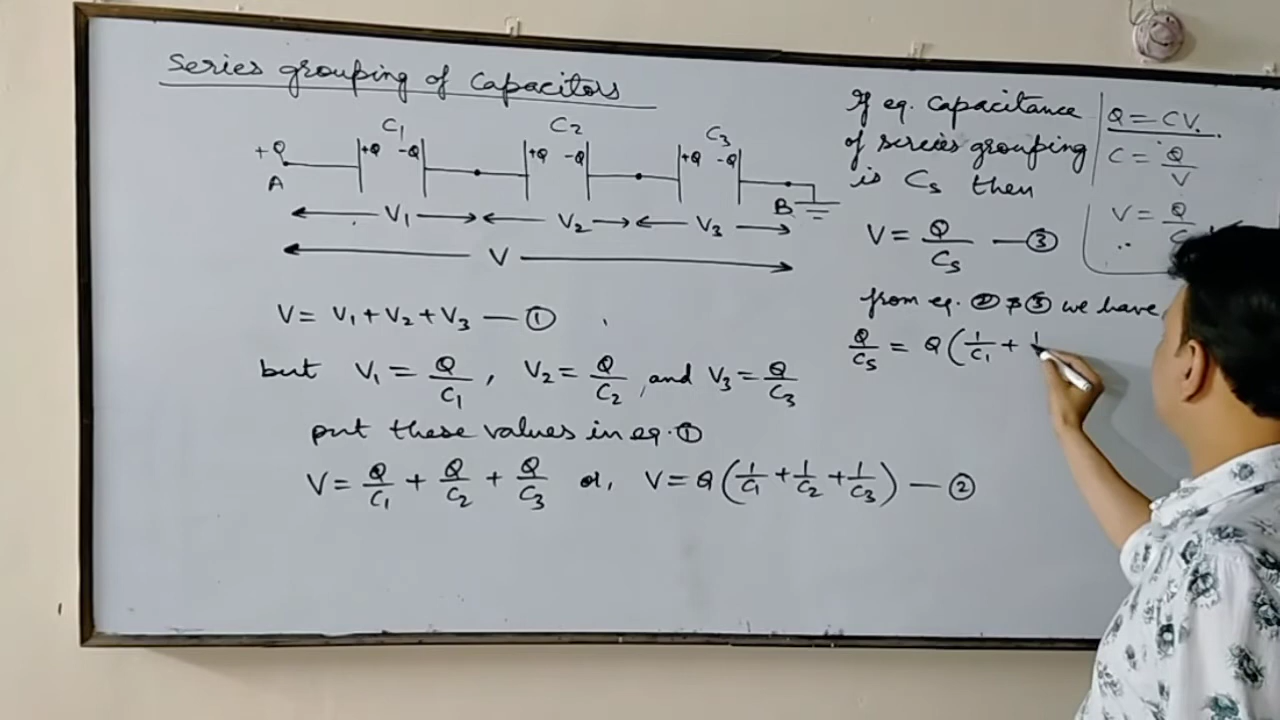 Series grouping of Capacitors
C₁ C₂ C₃
+Q +Q -Q +Q -Q +Q -Q
A B
V₁ V₂ V₃
V
V = V₁ + V₂ + V₃ — ①
but V₁ = Q/C₁, V₂ = Q/C₂, and V₃ = Q/C₃
put these values in eq. ①
V = Q/C₁ + Q/C₂ + Q/C₃ or, V = Q(1/C₁ + 1/C₂ + 1/C₃) — ②
If eq. capacitance
of series grouping
is Cs then
V = Q/Cs — ③
from eq. ② & ③ we have
Q/Cs = Q(1/C₁ + 1
Q = CV.
C = Q/V
∴ V = Q/C